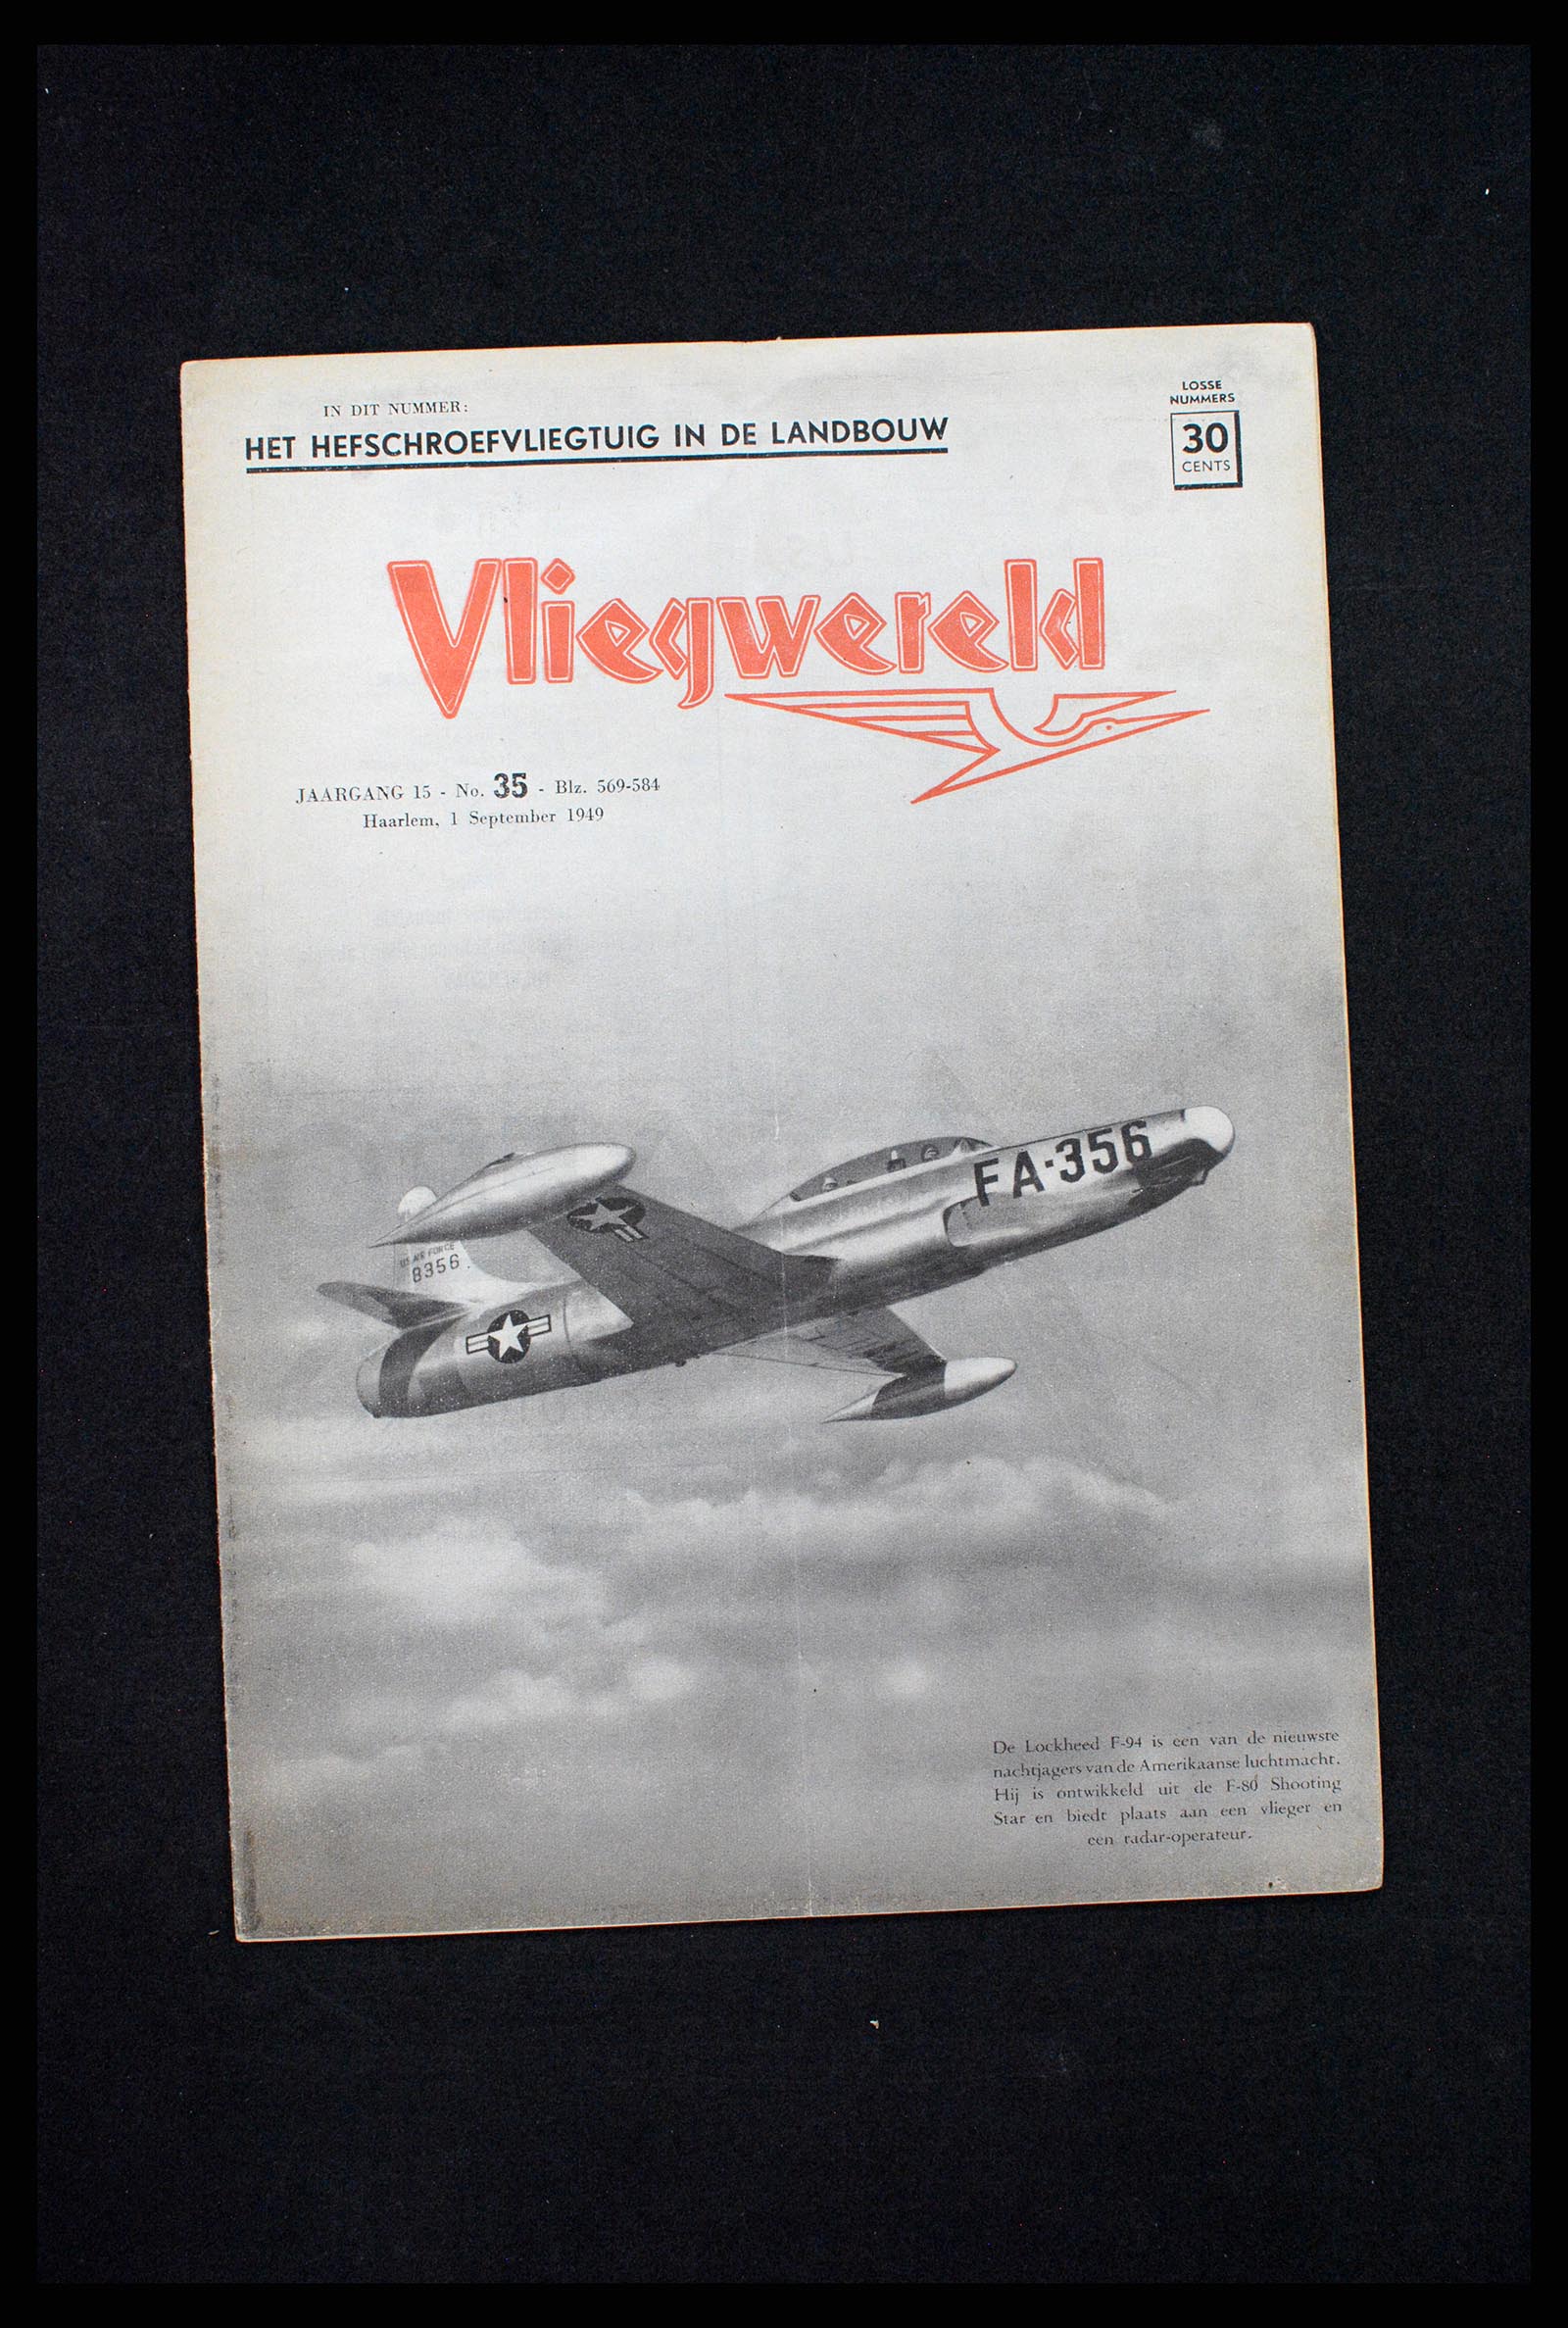 IN DIT NUMMER:
HET HEFSCHROEFVLIEGTUIG IN DE LANDBOUW
LOSSE
NUMMERS
30
CENTS
Vliegwereld
JAARGANG 15 - No. 35 - Blz. 569-584
Haarlem, 1 September 1949
FA-356
US AIR FORCE
8356
De Lockheed F-94 is een van de nieuwste
nachtjagers van de Amerikaanse luchtmacht.
Hij is ontwikkeld uit de F-80 Shooting
Star en biedt plaats aan een vlieger en
een radar-operateur.